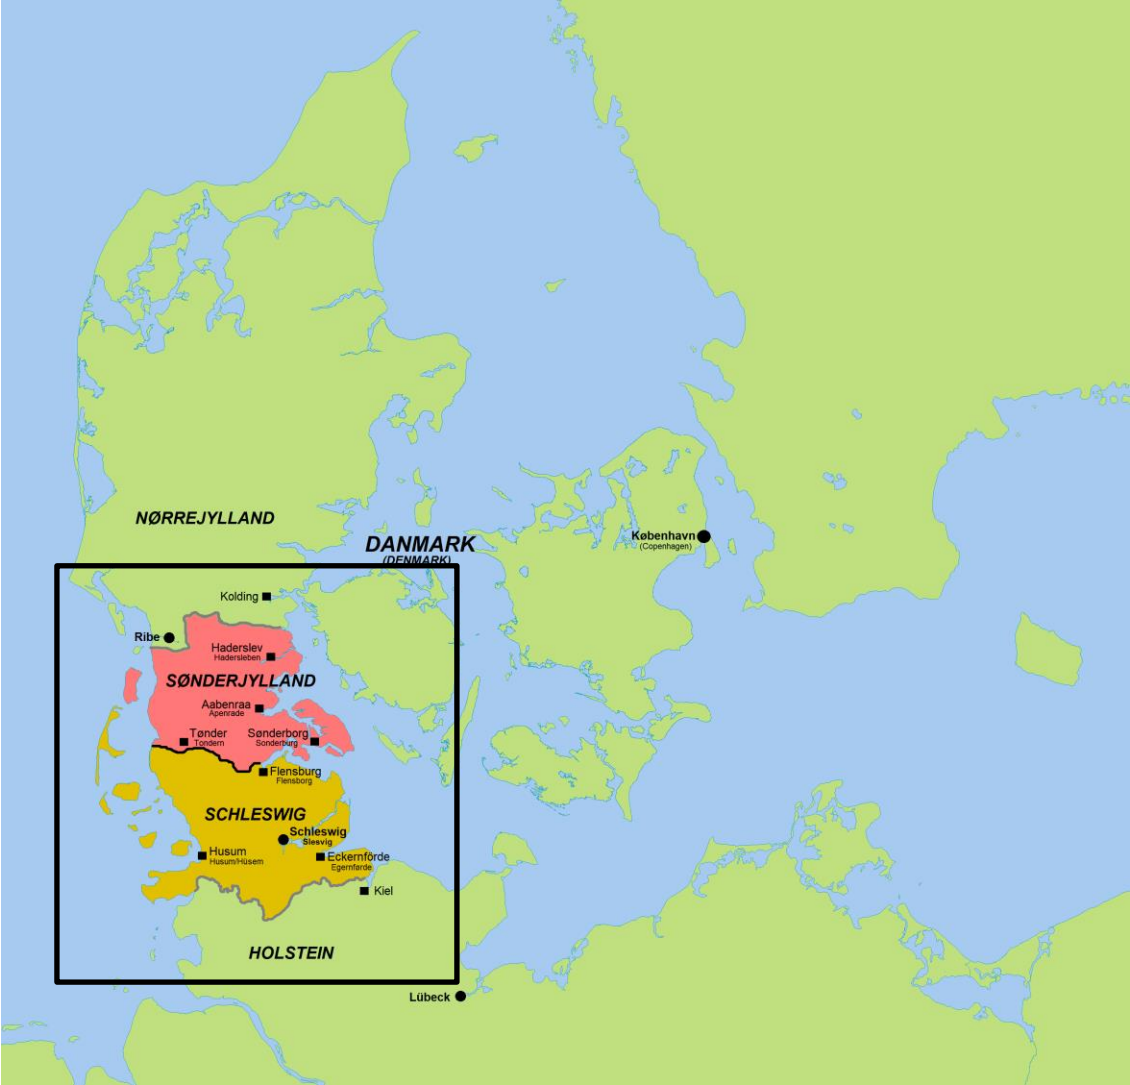 NØRREJYLLAND
DANMARK
(DENMARK)
København
(Copenhagen)
Kolding
Ribe
Haderslev
Hadersleben
SØNDERJYLLAND
Aabenraa
Apenrade
Tønder
Tondern
Sønderborg
Sonderburg
Flensburg
Flensborg
SCHLESWIG
Schleswig
Slesvig
Husum
Husum/Hüsem
Eckernförde
Egernførde
Kiel
HOLSTEIN
Lübeck